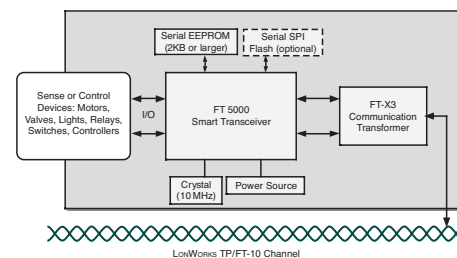 Serial EEPROM
(2KB or larger)
Serial SPI
Flash (optional)
Sense or Control
Devices: Motors,
Valves, Lights, Relays,
Switches, Controllers
I/O
FT 5000
Smart Transceiver
FT-X3
Communication
Transformer
Crystal
(10 MHz)
Power Source
LONWORKS TP/FT-10 Channel